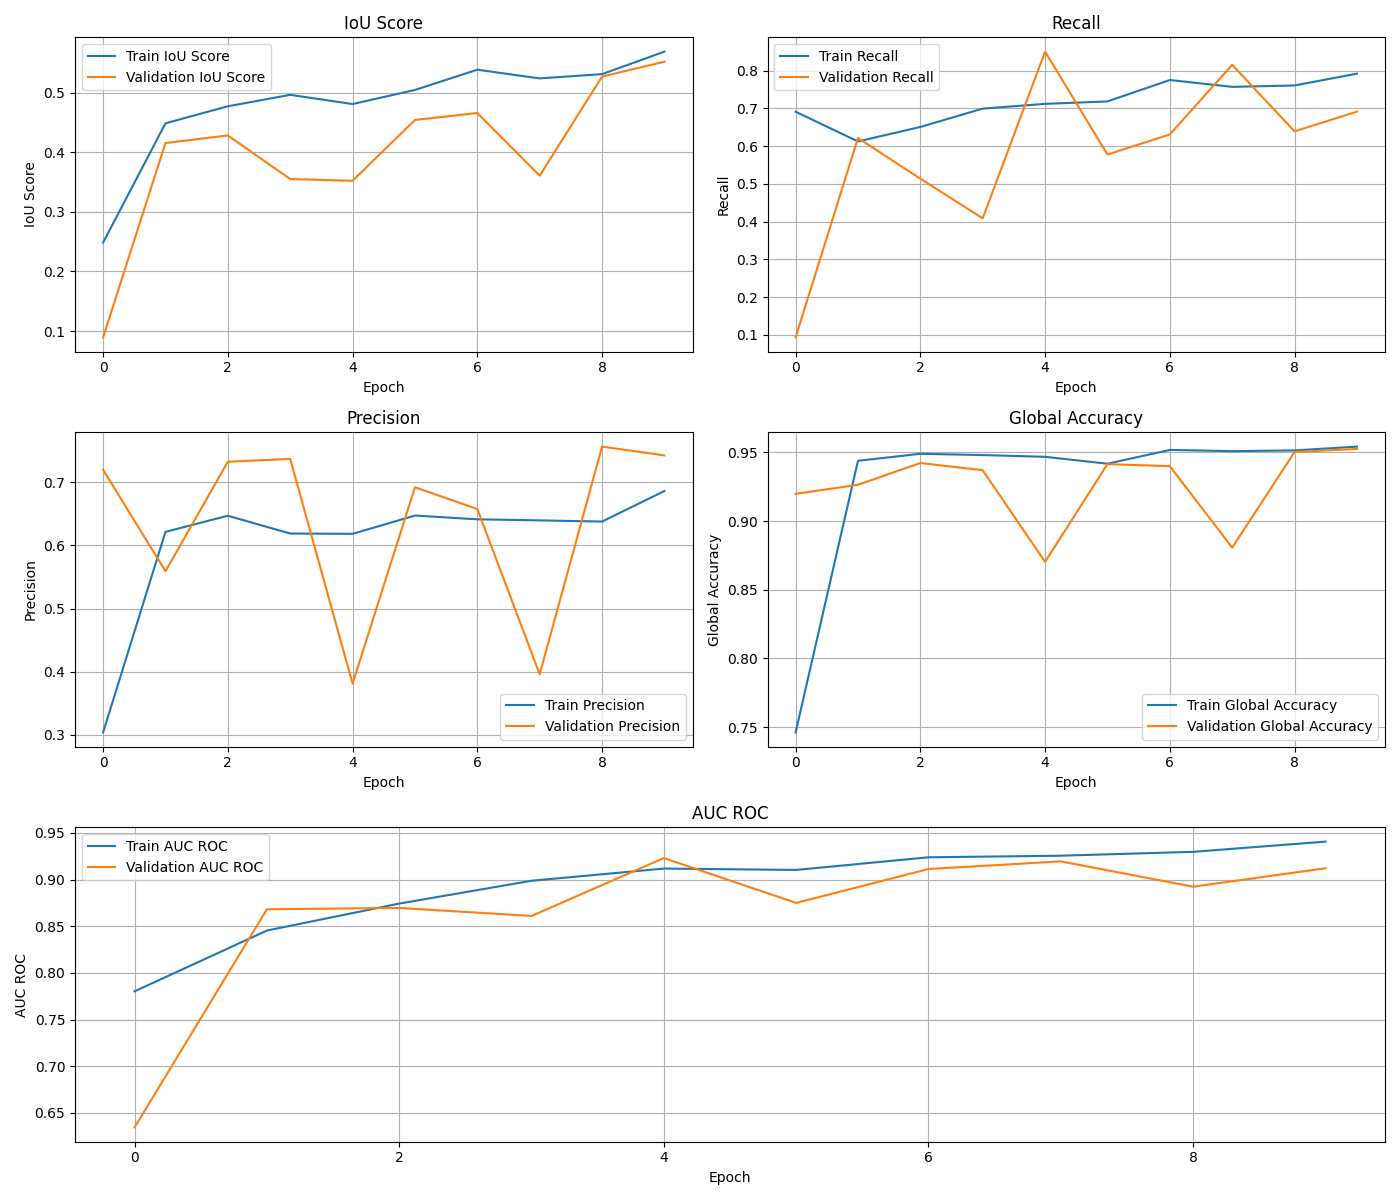 IoU Score
Train IoU Score
Validation IoU Score
0.5
0.4
0.3
0.2
0.1
IoU Score
0 2 4 6 8
Epoch
Recall
Train Recall
Validation Recall
0.8
0.7
0.6
0.5
0.4
0.3
0.2
0.1
Recall
0 2 4 6 8
Epoch
Precision
0.7
0.6
0.5
0.4
0.3
Precision
Train Precision
Validation Precision
0 2 4 6 8
Epoch
Global Accuracy
0.95
0.90
0.85
0.80
0.75
Global Accuracy
Train Global Accuracy
Validation Global Accuracy
0 2 4 6 8
Epoch
AUC ROC
Train AUC ROC
Validation AUC ROC
0.95
0.90
0.85
0.80
0.75
0.70
0.65
AUC ROC
0 2 4 6 8
Epoch